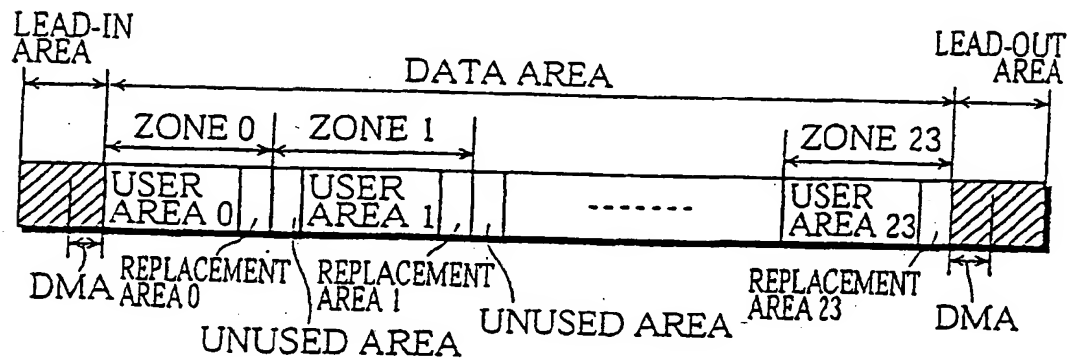 LEAD-IN
AREA
LEAD-OUT
AREA
DATA AREA
ZONE 0
ZONE 1
ZONE 23
USER
AREA 0
USER
AREA 1
-------
USER
AREA 23
DMA
REPLACEMENT
AREA 0
REPLACEMENT
AREA 1
REPLACEMENT
AREA 23
DMA
UNUSED AREA
UNUSED AREA